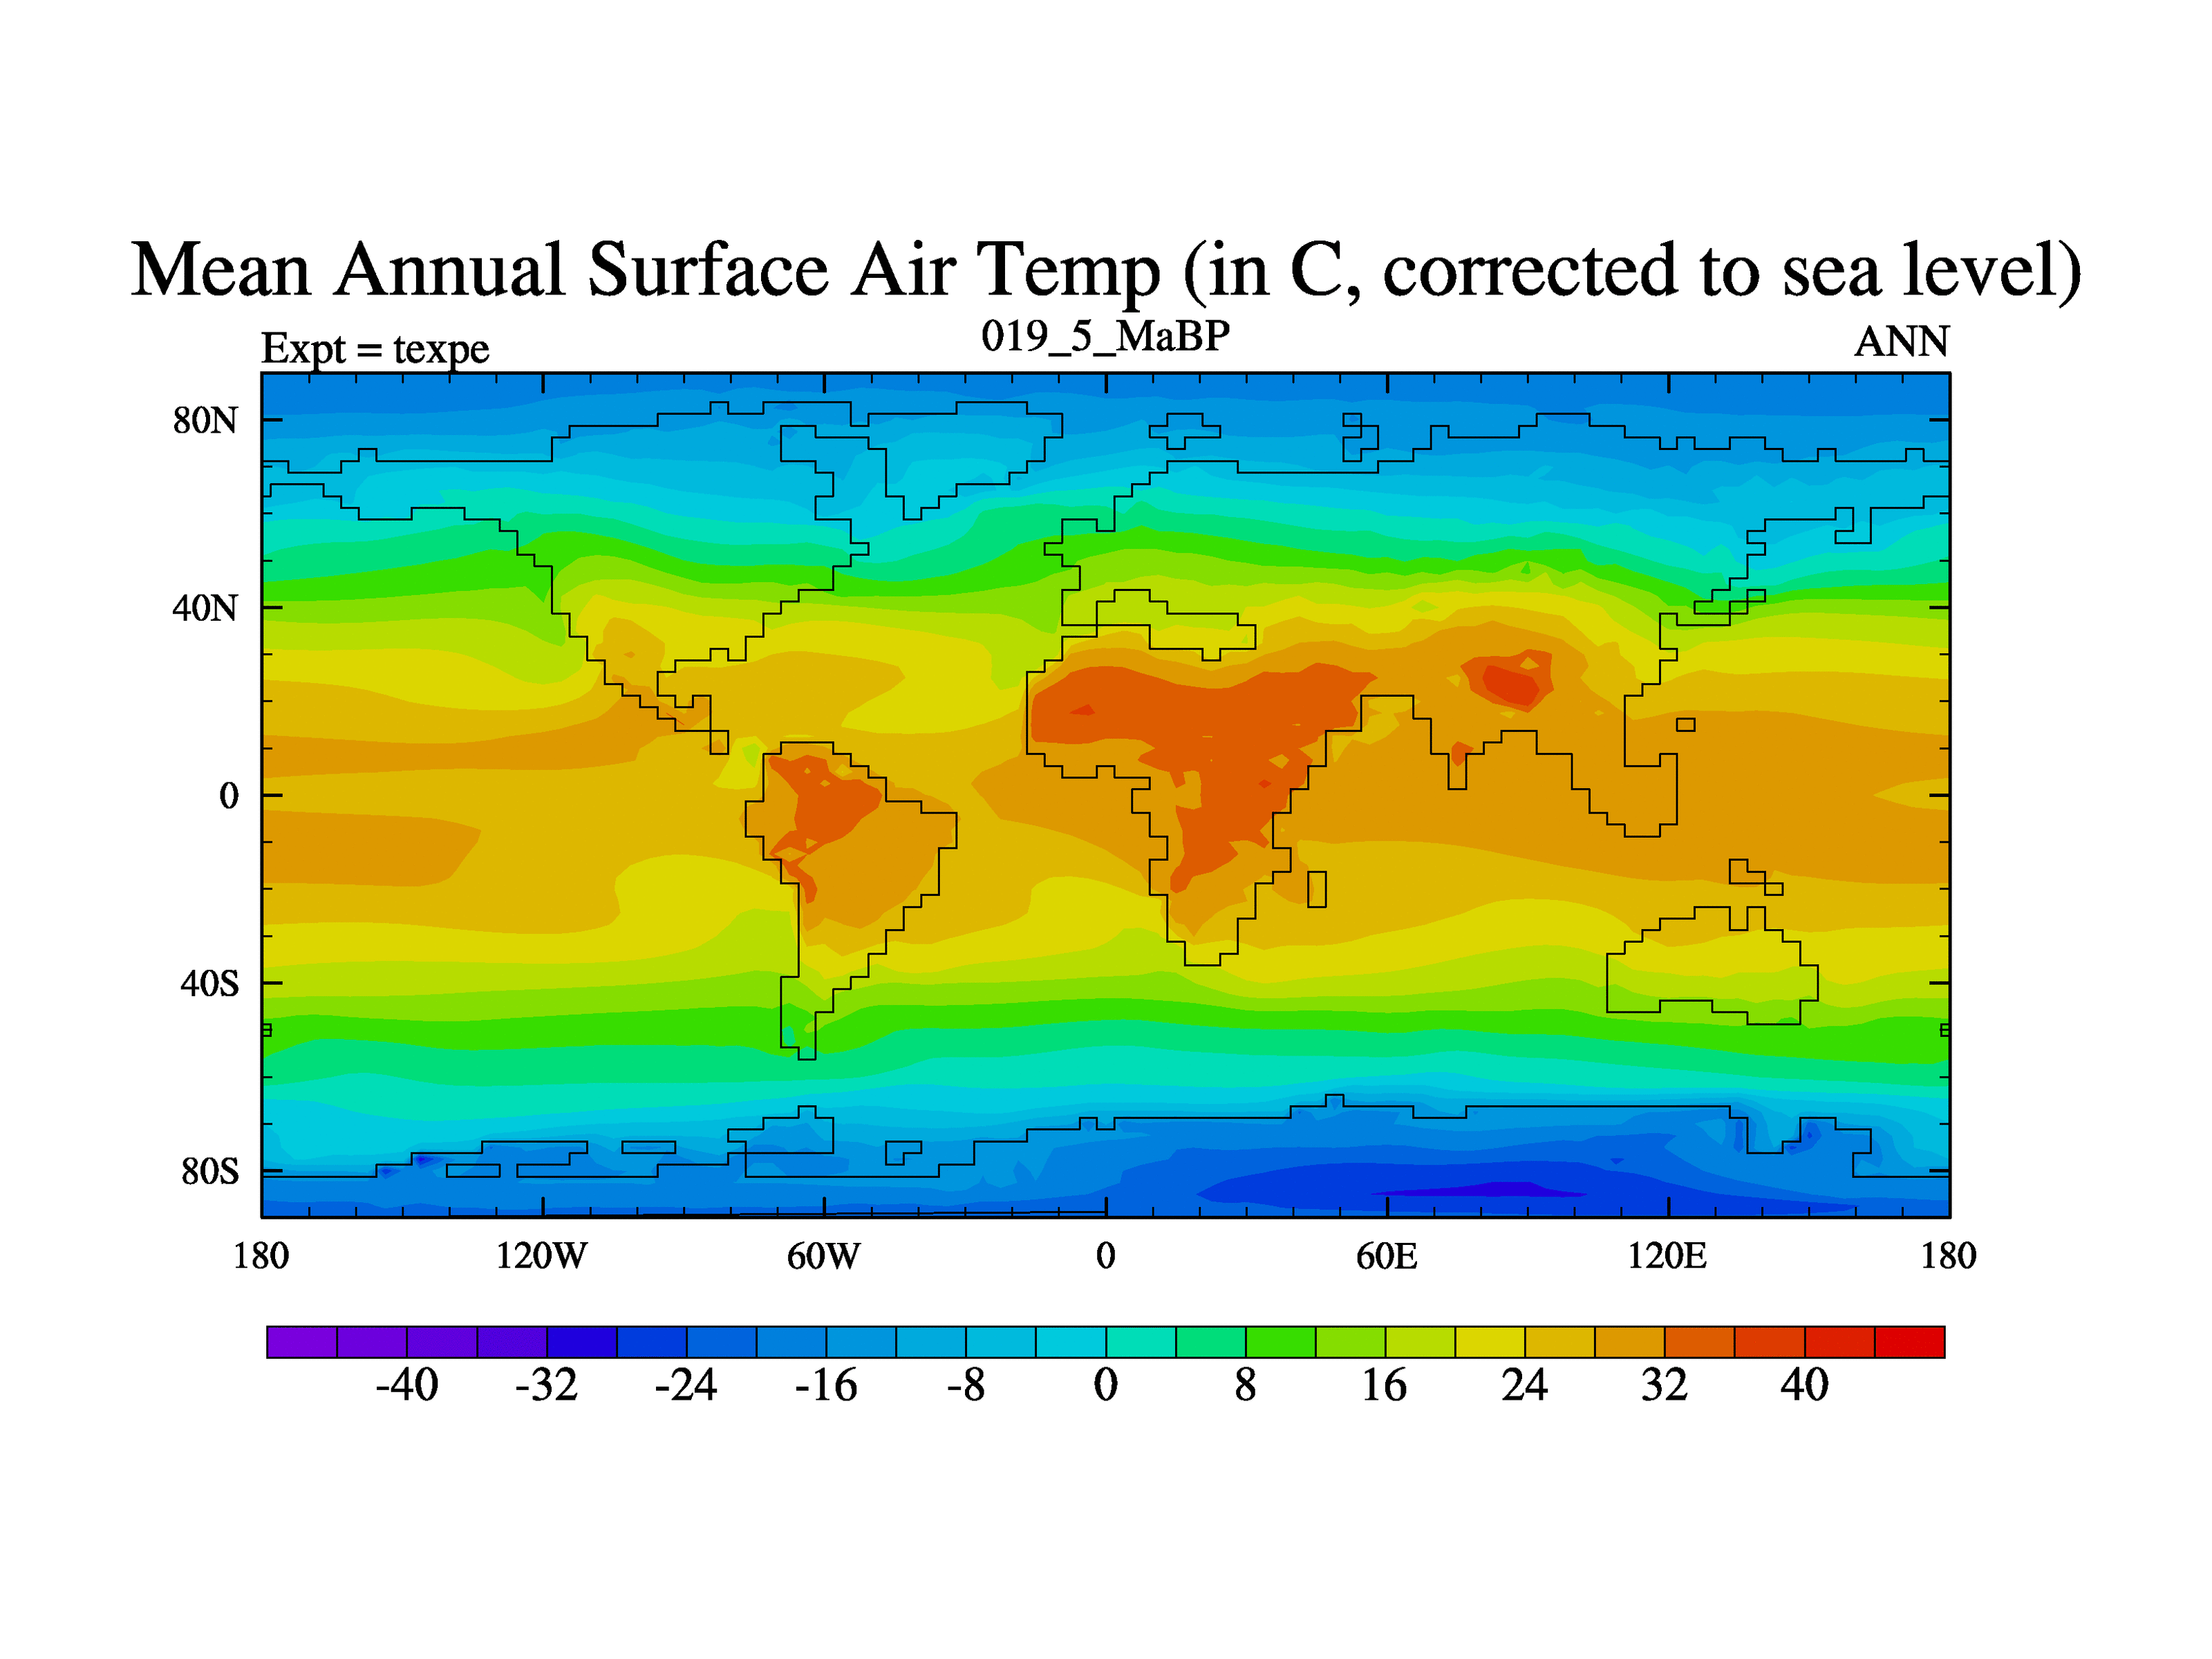 Mean Annual Surface Air Temp (in C, corrected to sea level)
Expt = texpe 019_5_MaBP ANN
80N
40N
0
40S
80S
180 120W 60W 0 60E 120E 180
-40 -32 -24 -16 -8 0 8 16 24 32 40